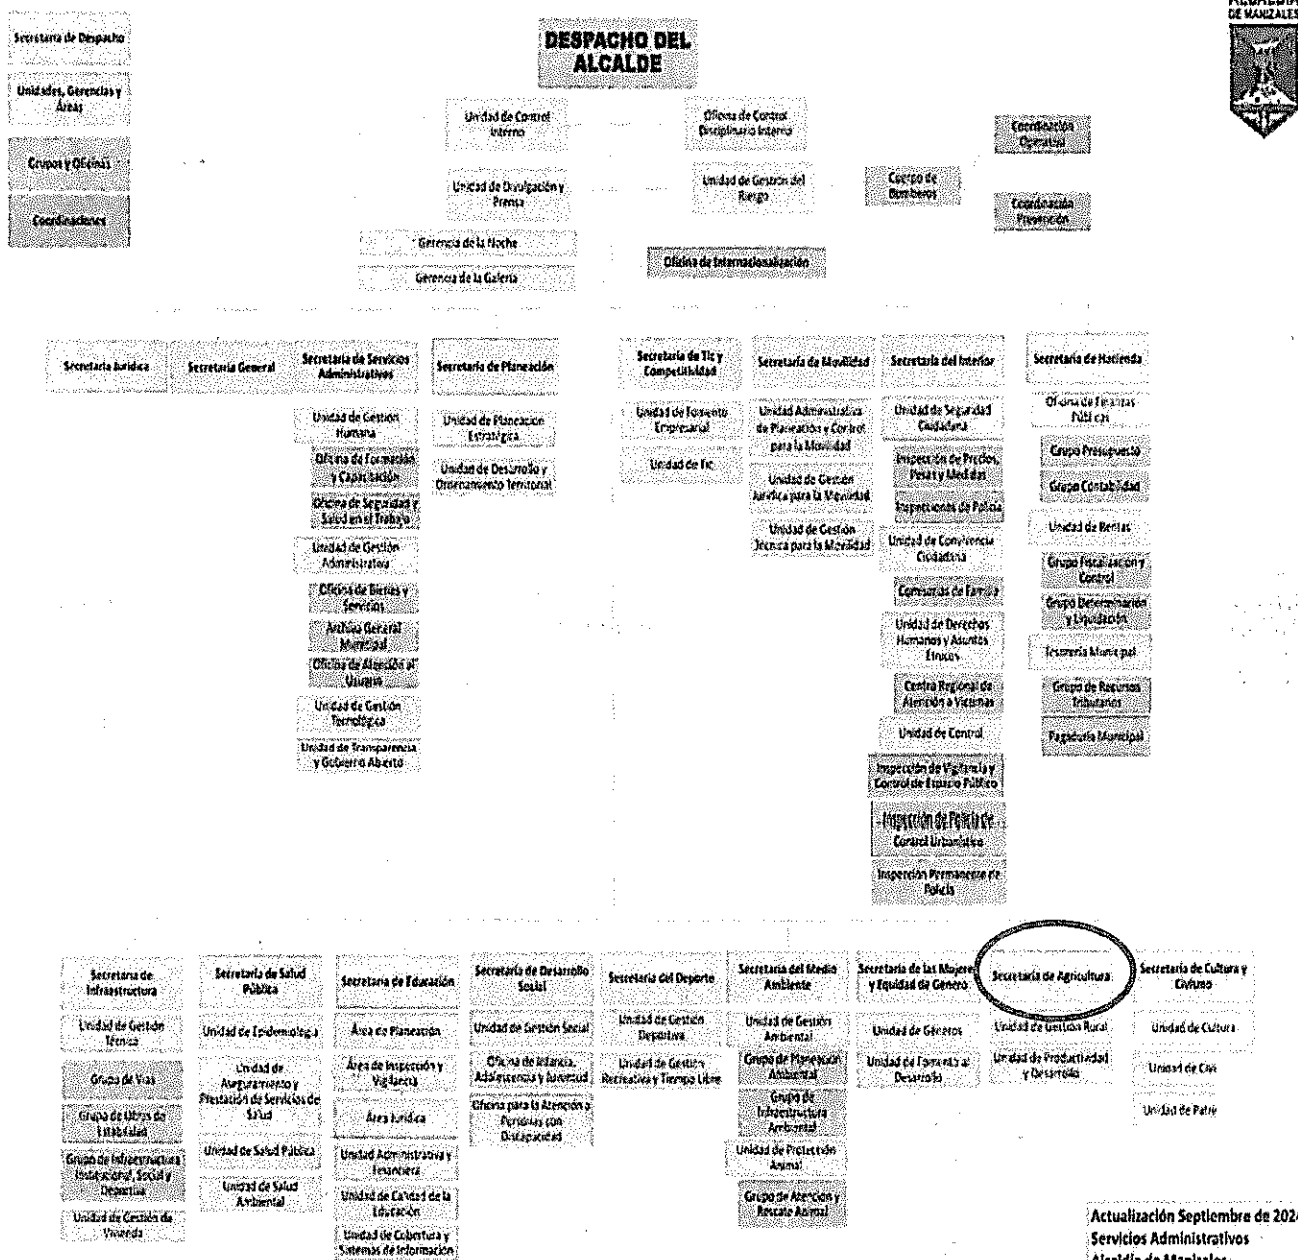 ALCALDÍA
DE MANIZALES
Secretaría de Despacho
Unidades, Gerencias y
Áreas
Grupos y Oficinas
Coordinaciones
DESPACHO DEL
ALCALDE
Unidad de Control
Interno
Oficina de Control
Disciplinario Interno
Unidad de Divulgación y
Prensa
Unidad de Gestión del
Riesgo
Cuerpo de
Bomberos
Coordinación
Operativa
Coordinación
Prevención
Gerencia de la Noche
Gerencia de la Galería
Oficina de Internacionalización
Secretaría Jurídica
Secretaría General
Secretaría de Servicios
Administrativos
Unidad de Gestión
Humana
Oficina de Formación
y Capacitación
Oficina de Seguridad y
Salud en el Trabajo
Unidad de Gestión
Administrativa
Oficina de Bienes y
Servicios
Archivo General
Municipal
Oficina de Atención al
Usuario
Unidad de Gestión
Tecnológica
Unidad de Transparencia
y Gobierno Abierto
Secretaría de Planeación
Unidad de Planeación
Estratégica
Unidad de Desarrollo y
Ordenamiento Territorial
Secretaría de Tic y
Competitividad
Unidad de Fomento
Empresarial
Unidad de Tic
Secretaría de Movilidad
Unidad Administrativa
de Planeación y Control
para la Movilidad
Unidad de Gestión
Jurídica para la Movilidad
Unidad de Gestión
Técnica para la Movilidad
Secretaría del Interior
Unidad de Seguridad
Ciudadana
Inspección de Precios,
Pesas y Medidas
Inspecciones de Policía
Unidad de Convivencia
Ciudadana
Comisarías de Familia
Unidad de Derechos
Humanos y Asuntos
Étnicos
Centro Regional de
Atención a Víctimas
Unidad de Control
Inspección de Vigilancia y
Control de Espacio Público
Inspección de Policía de
Control Urbanístico
Inspección Permanente de
Policía
Secretaría de Hacienda
Oficina de Finanzas
Públicas
Grupo Presupuesto
Grupo Contabilidad
Unidad de Rentas
Grupo Fiscalización y
Control
Grupo Determinación
y Liquidación
Tesorería Municipal
Grupo de Recursos
Tributarios
Pagaduría Municipal
Secretaría de
Infraestructura
Unidad de Gestión
Técnica
Grupo de Vías
Grupo de Obras de
Estabilidad
Grupo de Infraestructura
Institucional, Social y
Deportiva
Unidad de Gestión de
Vivienda
Secretaría de Salud
Pública
Unidad de Epidemiología
Unidad de
Aseguramiento y
Prestación de Servicios de
Salud
Unidad de Salud Pública
Unidad de Salud
Ambiental
Secretaría de Educación
Área de Planeación
Área de Inspección y
Vigilancia
Área Jurídica
Unidad Administrativa y
Financiera
Unidad de Calidad de la
Educación
Unidad de Cobertura y
Sistemas de Información
Secretaría de Desarrollo
Social
Unidad de Gestión Social
Oficina de Infancia,
Adolescencia y Juventud
Oficina para la Atención a
Personas con
Discapacidad
Secretaría del Deporte
Unidad de Gestión
Deportiva
Unidad de Gestión
Recreativa y Tiempo Libre
Secretaría del Medio
Ambiente
Unidad de Gestión
Ambiental
Grupo de Planeación
Ambiental
Grupo de
Infraestructura
Ambiental
Unidad de Protección
Animal
Grupo de Atención y
Rescate Animal
Secretaría de las Mujere
y Equidad de Género
Unidad de Géneros
Unidad de Fomento al
Desarrollo
Secretaría de Agricultura
Unidad de Gestión Rural
Unidad de Productividad
y Desarrollo
Secretaría de Cultura y
Civismo
Unidad de Cultura
Unidad de Civi
Unidad de Patri
Actualización Septiembre de 2024
Servicios Administrativos
Alcaldía de Manizales